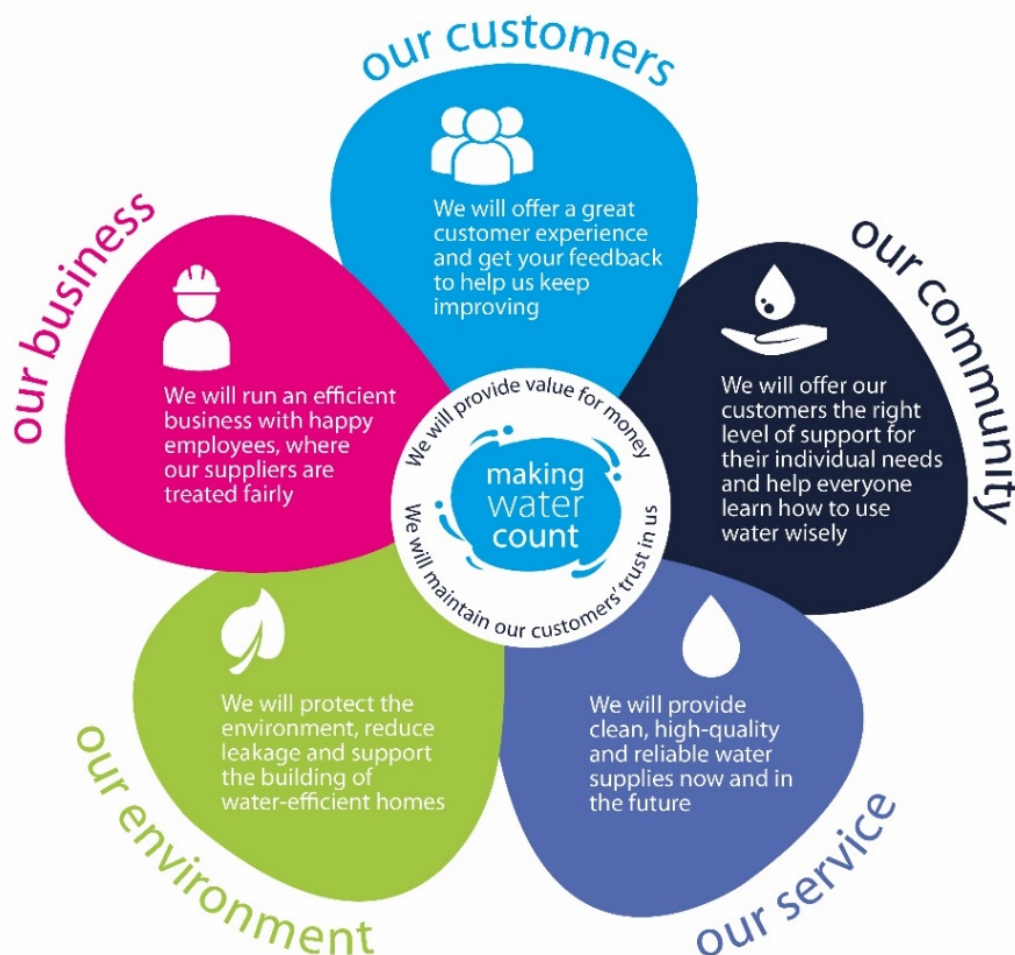 our customers
We will offer a great
customer experience
and get your feedback
to help us keep
improving
our community
We will offer our
customers the right
level of support for
their individual needs
and help everyone
learn how to use
water wisely
our service
We will provide
clean, high-quality
and reliable water
supplies now and in
the future
our environment
We will protect the
environment, reduce
leakage and support
the building of
water-efficient homes
our business
We will run an efficient
business with happy
employees, where
our suppliers are
treated fairly
We will provide value for money
making
water
count
We will maintain our customers' trust in us